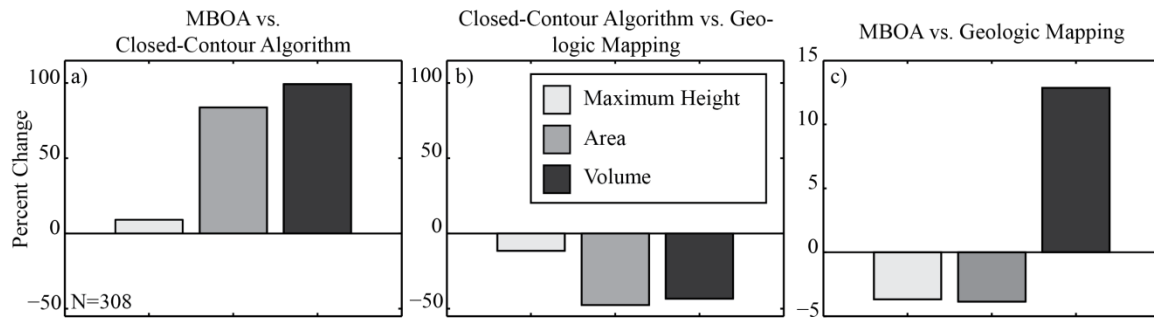 MBOA vs.
Closed-Contour Algorithm
Closed-Contour Algorithm vs. Geo-
logic Mapping
MBOA vs. Geologic Mapping
Percent Change
a)
100
50
0
−50
N=308
b)
100
50
0
−50
Maximum Height
Area
Volume
c)
15
10
5
0
−5